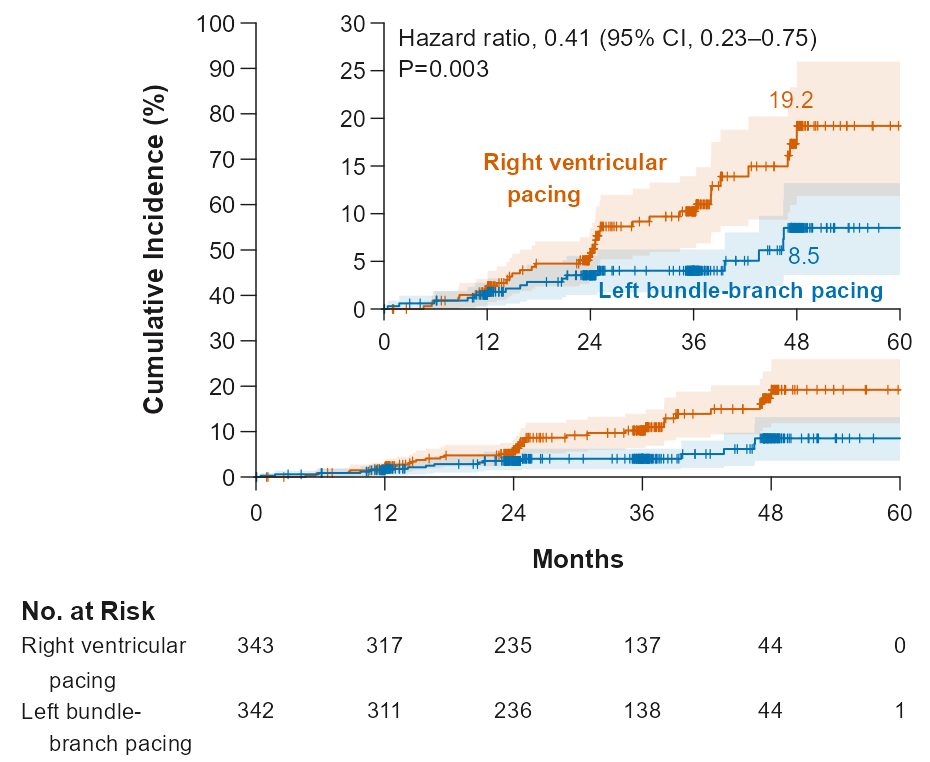 Cumulative Incidence (%)
100
90
80
70
60
50
40
30
20
10
0
30
25
20
15
10
5
0
Hazard ratio, 0.41 (95% CI, 0.23–0.75)
P=0.003
19.2
Right ventricular
pacing
8.5
Left bundle-branch pacing
0 12 24 36 48 60
0 12 24 36 48 60
Months
No. at Risk
Right ventricular 343 317 235 137 44 0
pacing
Left bundle- 342 311 236 138 44 1
branch pacing